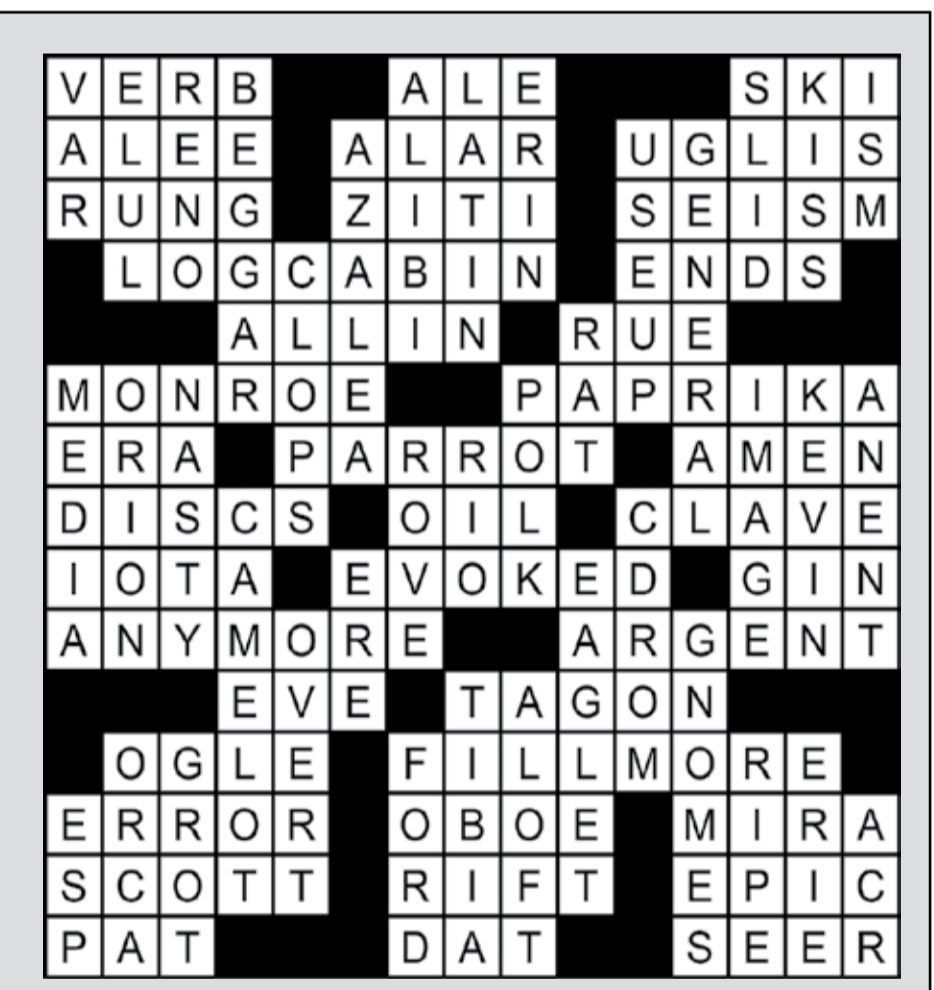 VERB ALE SKI
ALEE ALAR UGLIS
RUNG ZITI SEISM
LOGCABIN ENDS
ALLIN RUE
MONROE PAPRIKA
ERA PARROT AMEN
DISCS OIL CLAVE
IOTA EVOKED GIN
ANYMORE ARGENT
EVE TAGON
OGLE FILLMORE
ERROR OBOE MIRA
SCOTT RIFT EPIC
PAT DAT SEER